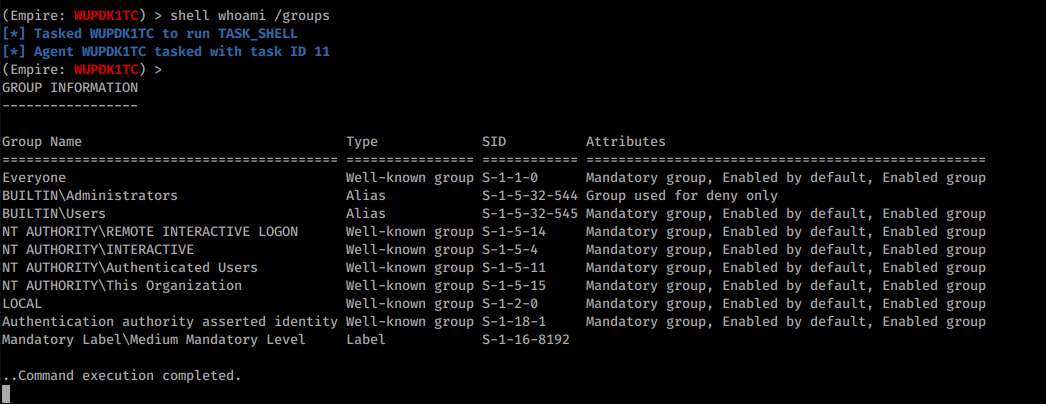 (Empire: WUPDK1TC) > shell whoami /groups
[*] Tasked WUPDK1TC to run TASK_SHELL
[*] Agent WUPDK1TC tasked with task ID 11
(Empire: WUPDK1TC) >
GROUP INFORMATION
-----------------
Group Name                                 Type             SID          Attributes
========================================== ================ ============ ==================================================
Everyone                                   Well-known group S-1-1-0      Mandatory group, Enabled by default, Enabled group
BUILTIN\Administrators                     Alias            S-1-5-32-544 Group used for deny only
BUILTIN\Users                              Alias            S-1-5-32-545 Mandatory group, Enabled by default, Enabled group
NT AUTHORITY\REMOTE INTERACTIVE LOGON      Well-known group S-1-5-14     Mandatory group, Enabled by default, Enabled group
NT AUTHORITY\INTERACTIVE                   Well-known group S-1-5-4      Mandatory group, Enabled by default, Enabled group
NT AUTHORITY\Authenticated Users           Well-known group S-1-5-11     Mandatory group, Enabled by default, Enabled group
NT AUTHORITY\This Organization             Well-known group S-1-5-15     Mandatory group, Enabled by default, Enabled group
LOCAL                                      Well-known group S-1-2-0      Mandatory group, Enabled by default, Enabled group
Authentication authority asserted identity Well-known group S-1-18-1     Mandatory group, Enabled by default, Enabled group
Mandatory Label\Medium Mandatory Level     Label            S-1-16-8192
..Command execution completed.